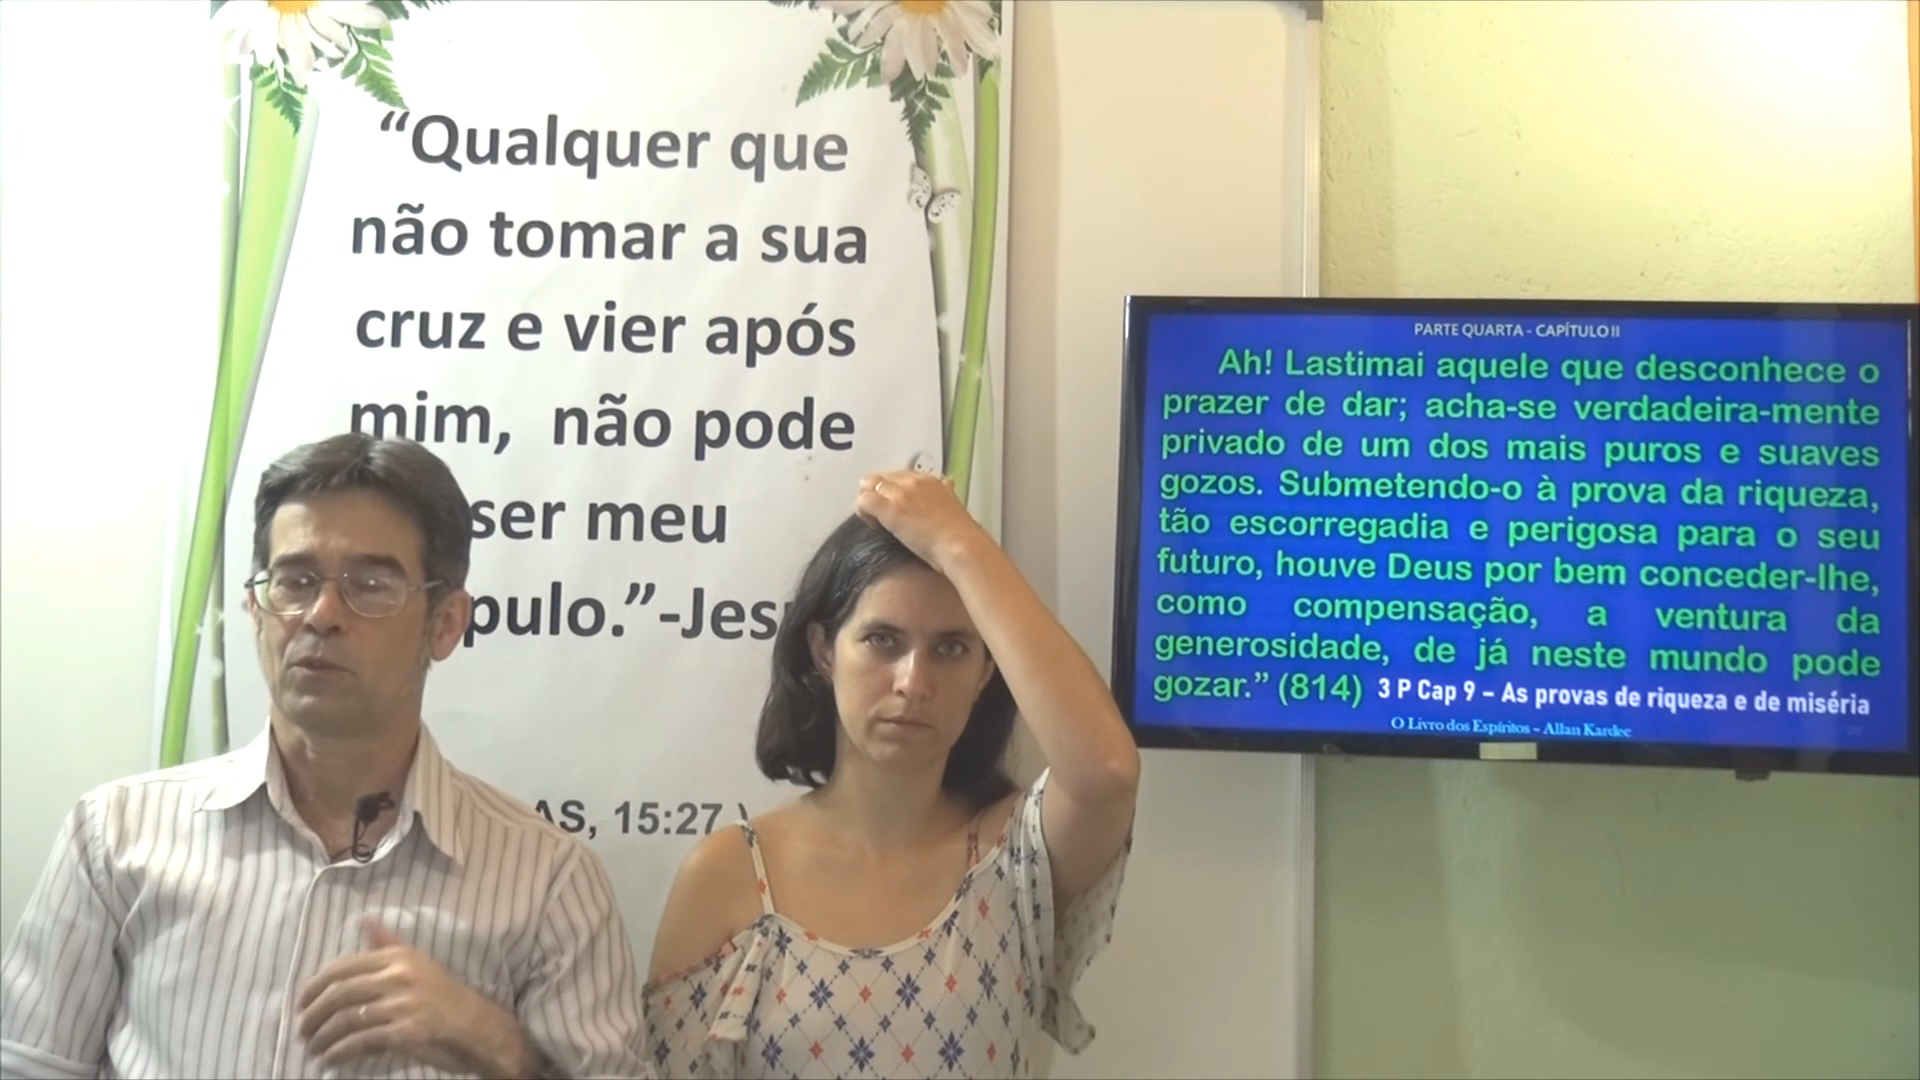 “Qualquer que
não tomar a sua
cruz e vier após
mim, não pode
ser meu
pulo.”-Jes
AS, 15:27 )
PARTE QUARTA - CAPÍTULO II
Ah! Lastimai aquele que desconhece o
prazer de dar; acha-se verdadeira-mente
privado de um dos mais puros e suaves
gozos. Submetendo-o à prova da riqueza,
tão escorregadia e perigosa para o seu
futuro, houve Deus por bem conceder-lhe,
como compensação, a ventura da
generosidade, de já neste mundo pode
gozar.” (814) 3 P Cap 9 – As provas de riqueza e de miséria
O Livro dos Espíritos – Allan Kardec